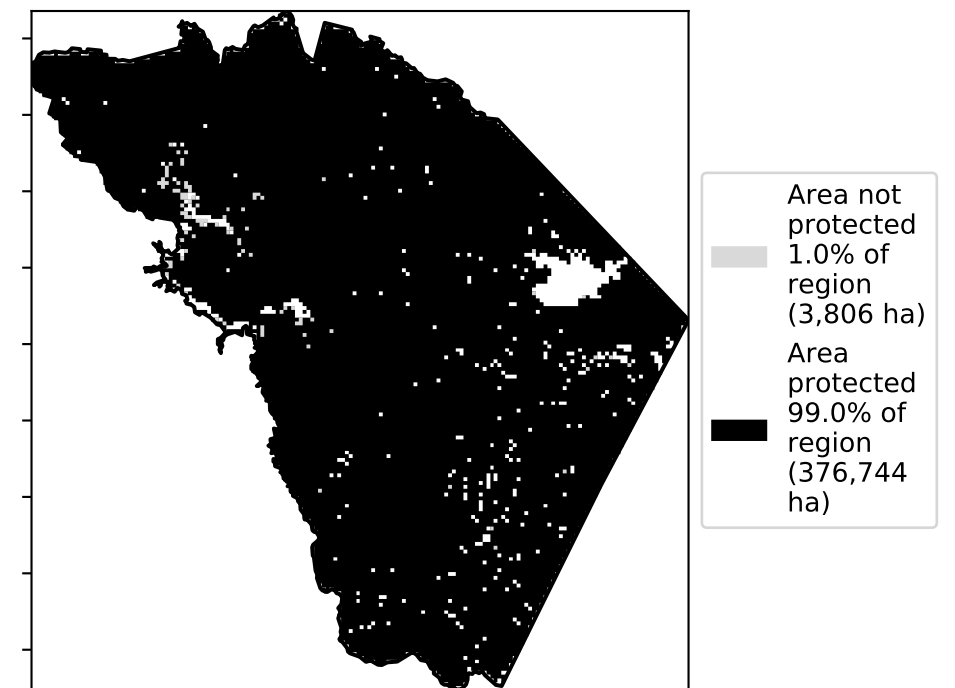 Area not
protected
1.0% of
region
(3,806 ha)
Area
protected
99.0% of
region
(376,744
ha)